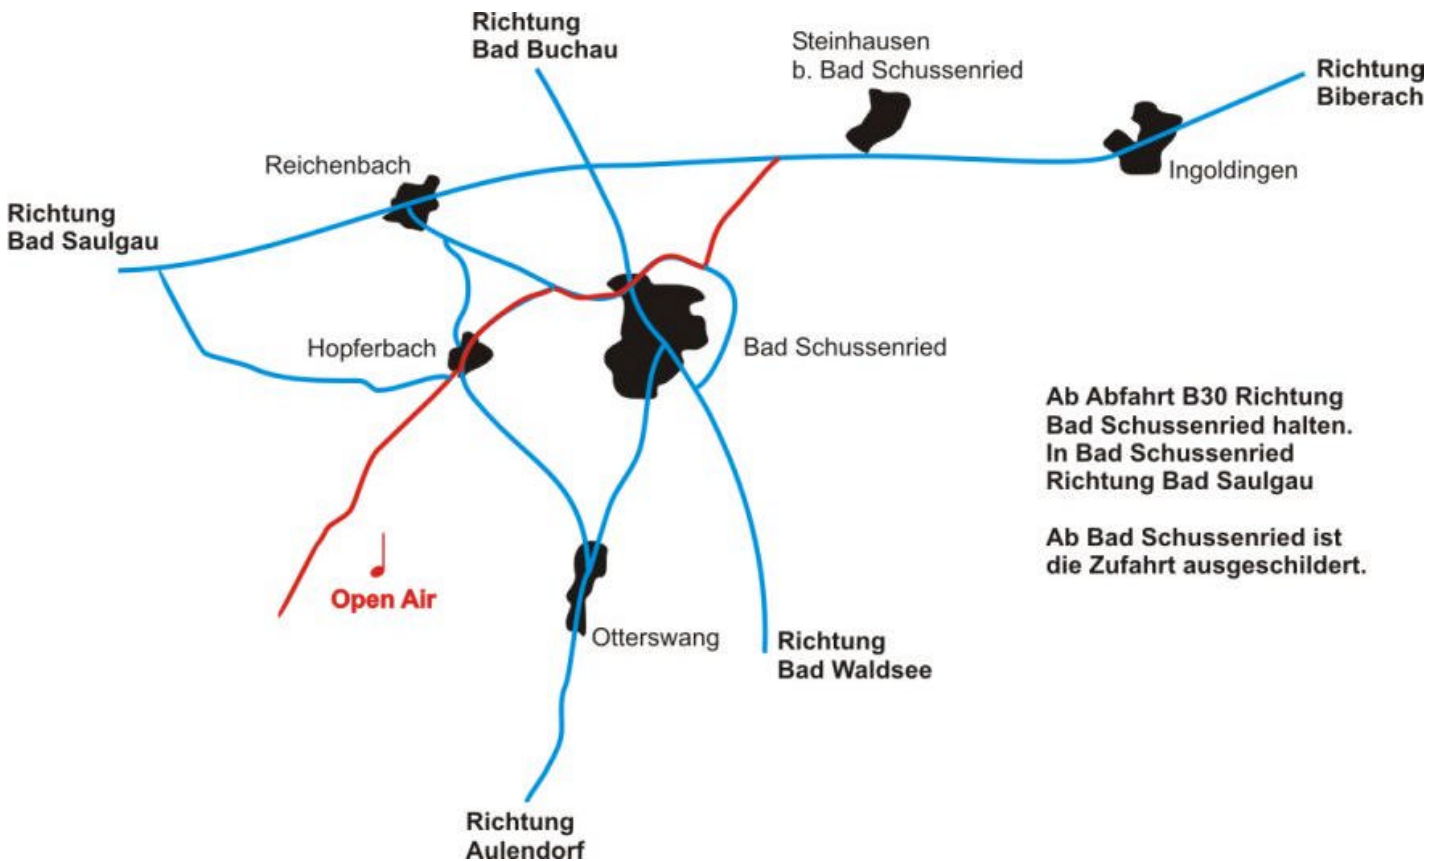 Richtung
Bad Buchau
Steinhausen
b. Bad Schussenried
Richtung
Biberach
Reichenbach
Ingoldingen
Richtung
Bad Saulgau
Hopferbach
Bad Schussenried
Ab Abfahrt B30 Richtung
Bad Schussenried halten.
In Bad Schussenried
Richtung Bad Saulgau
Ab Bad Schussenried ist
die Zufahrt ausgeschildert.
Open Air
Otterswang
Richtung
Bad Waldsee
Richtung
Aulendorf